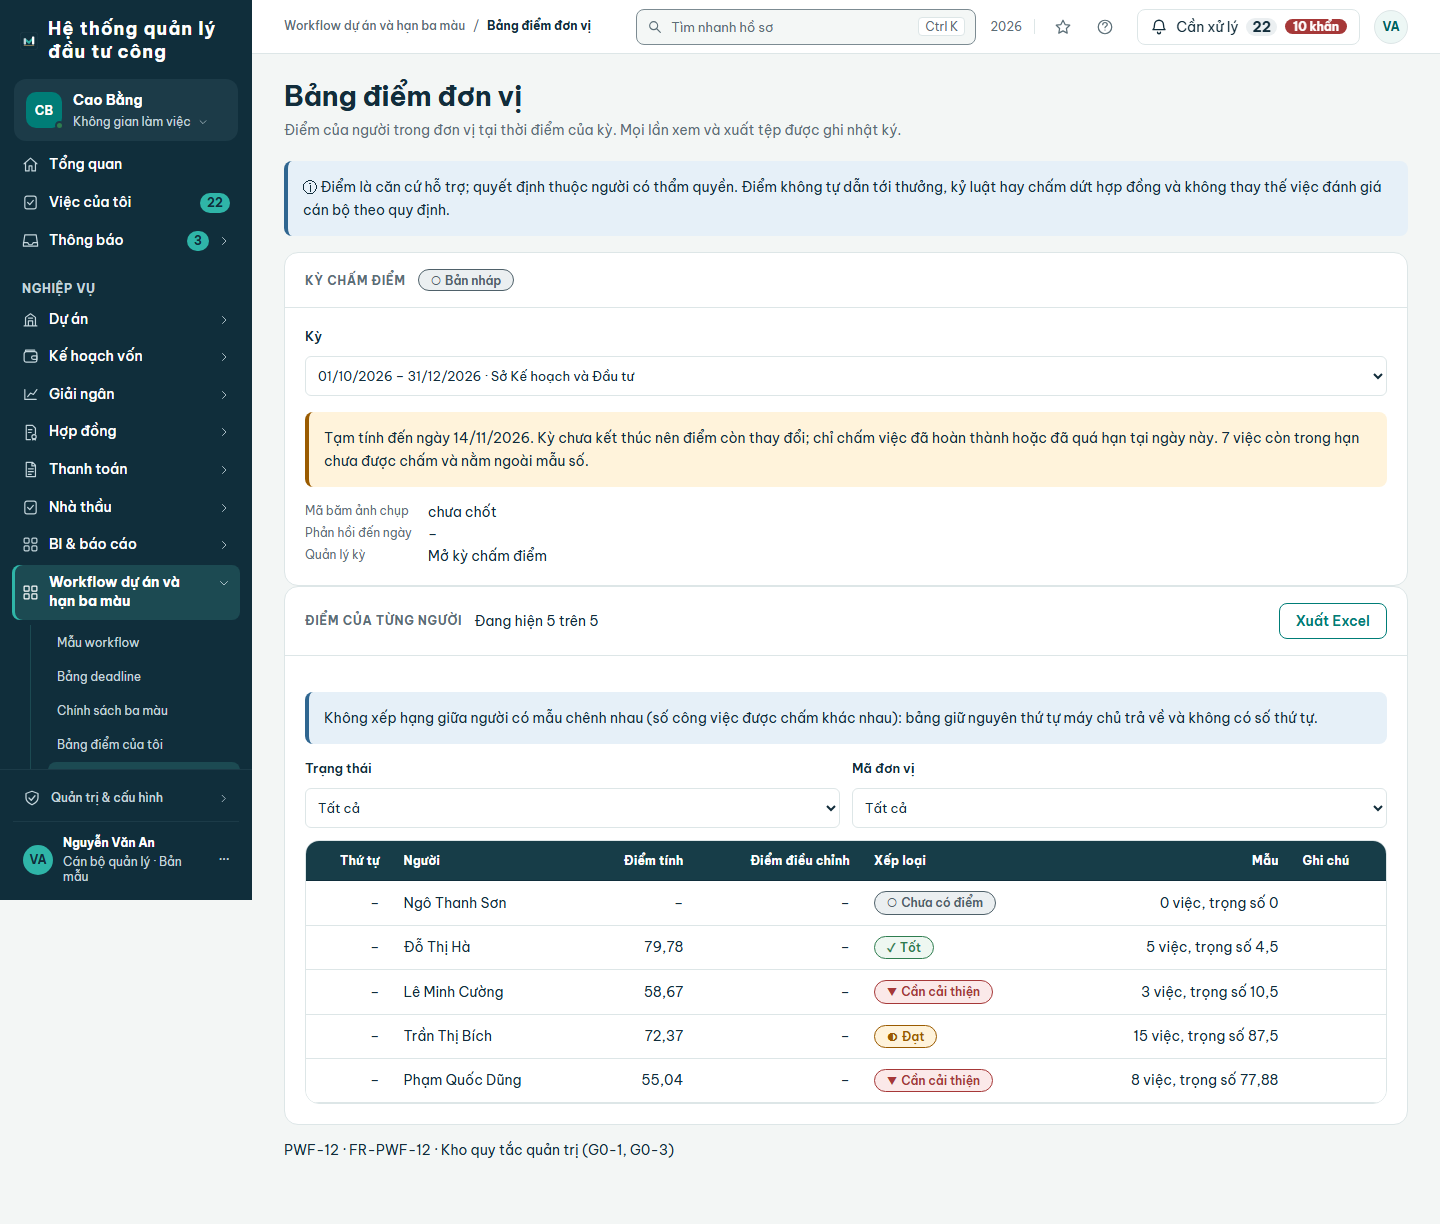 Hệ thống quản lý
đầu tư công
CB
Cao Bằng
Không gian làm việc
Tổng quan
Việc của tôi 22
Thông báo 3
NGHIỆP VỤ
Dự án
Kế hoạch vốn
Giải ngân
Hợp đồng
Thanh toán
Nhà thầu
BI & báo cáo
Workflow dự án và
hạn ba màu
Mẫu workflow
Bảng deadline
Chính sách ba màu
Bảng điểm của tôi
Quản trị & cấu hình
VA
Nguyễn Văn An
Cán bộ quản lý · Bản
mẫu
Workflow dự án và hạn ba màu / Bảng điểm đơn vị
Tìm nhanh hồ sơ Ctrl K
2026
Cần xử lý 22 10 khẩn
VA
Bảng điểm đơn vị
Điểm của người trong đơn vị tại thời điểm của kỳ. Mọi lần xem và xuất tệp được ghi nhật ký.
ⓘ Điểm là căn cứ hỗ trợ; quyết định thuộc người có thẩm quyền. Điểm không tự dẫn tới thưởng, kỷ luật hay chấm dứt hợp đồng và không thay thế việc đánh giá
cán bộ theo quy định.
KỲ CHẤM ĐIỂM ○ Bản nháp
Kỳ
01/10/2026 – 31/12/2026 · Sở Kế hoạch và Đầu tư
Tạm tính đến ngày 14/11/2026. Kỳ chưa kết thúc nên điểm còn thay đổi; chỉ chấm việc đã hoàn thành hoặc đã quá hạn tại ngày này. 7 việc còn trong hạn
chưa được chấm và nằm ngoài mẫu số.
Mã băm ảnh chụp chưa chốt
Phản hồi đến ngày –
Quản lý kỳ Mở kỳ chấm điểm
ĐIỂM CỦA TỪNG NGƯỜI Đang hiện 5 trên 5 Xuất Excel
Không xếp hạng giữa người có mẫu chênh nhau (số công việc được chấm khác nhau): bảng giữ nguyên thứ tự máy chủ trả về và không có số thứ tự.
Trạng thái Mã đơn vị
Tất cả Tất cả
Thứ tự Người Điểm tính Điểm điều chỉnh Xếp loại Mẫu Ghi chú
– Ngô Thanh Sơn – – ○ Chưa có điểm 0 việc, trọng số 0
– Đỗ Thị Hà 79,78 – ✓ Tốt 5 việc, trọng số 4,5
– Lê Minh Cường 58,67 – ▼ Cần cải thiện 3 việc, trọng số 10,5
– Trần Thị Bích 72,37 – ◐ Đạt 15 việc, trọng số 87,5
– Phạm Quốc Dũng 55,04 – ▼ Cần cải thiện 8 việc, trọng số 77,88
PWF-12 · FR-PWF-12 · Kho quy tắc quản trị (G0-1, G0-3)